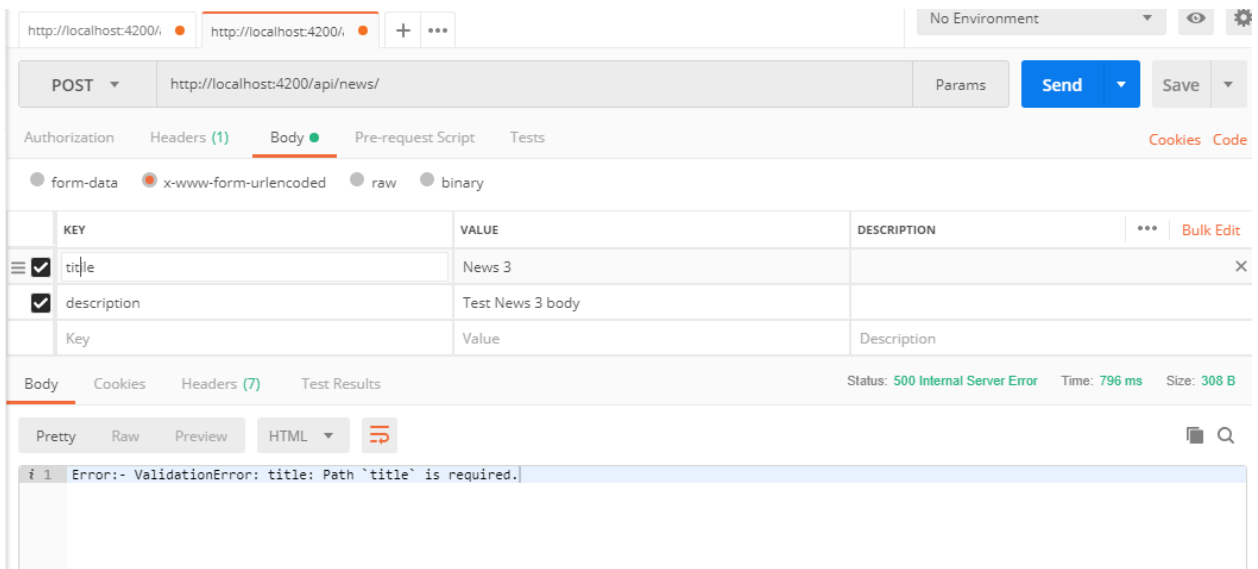 http://localhost:4200/ http://localhost:4200/ + ••• No Environment
POST http://localhost:4200/api/news/ Params Send Save
Authorization Headers (1) Body Pre-request Script Tests Cookies Code
form-data x-www-form-urlencoded raw binary
KEY VALUE DESCRIPTION ••• Bulk Edit
title News 3
description Test News 3 body
Key Value Description
Body Cookies Headers (7) Test Results Status: 500 Internal Server Error Time: 796 ms Size: 308 B
Pretty Raw Preview HTML
i 1 Error:- ValidationError: title: Path `title` is required.